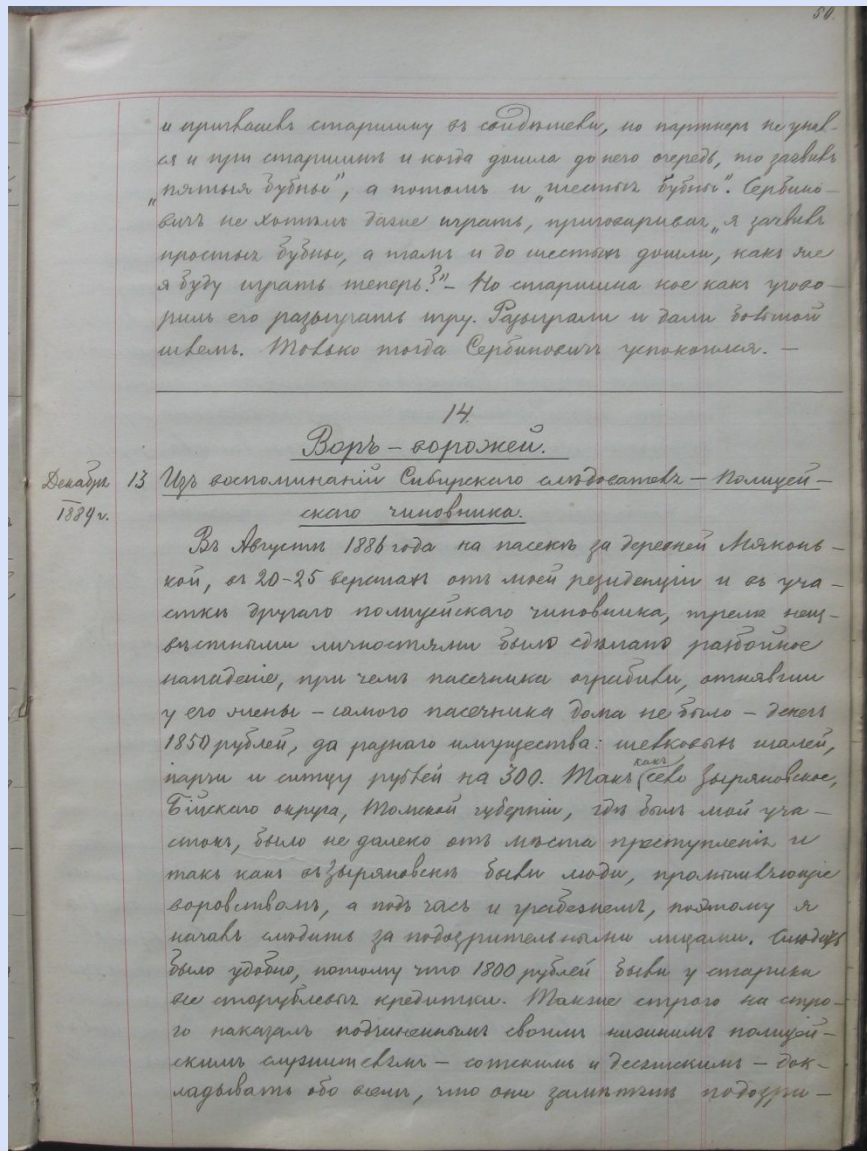 50.
и пригласилъ старшину въ свидѣтели, но партнеръ не унял-
ся и при старшинѣ и когда дошла до него очередь, то заявилъ
„пятыя бубны", а потомъ и „шестыя бубны". Сербино-
вичъ не хотѣлъ даже играть, приговаривая „я заявилъ
простыя бубны, а тамъ и до шестыхъ дошли, какъ же
я буду играть теперь?" – Но старшина кое какъ угово-
рилъ его разыграть игру. Разыграли и дали большой
шлемъ. Только тогда Сербиновичъ успокоился. –
14.
Воръ – ворожей.
Декабря 13 Изъ воспоминаній Сибирскаго слѣдователя – Полицей-
1889 г. скаго чиновника.
Въ Августѣ 1886 года на пасекѣ за деревней Мяконь-
кой, въ 20-25 верстахъ отъ моей резиденціи и въ уча-
сткѣ другаго полицейскаго чиновника, тремя неиз-
вѣстными личностями было сдѣлано разбойное
нападеніе, при чемъ пасечника ограбили, отнявши
у его жены – самого пасечника дома не было – денегъ
1850 рублей, да разнаго имущества: шелковыхъ шалей,
парчи и ситцу рублей на 300. Такъ какъ село Зыряновское,
Бійскаго округа, Томской губерніи, гдѣ былъ мой уча-
стокъ, было не далеко отъ мѣста преступленія и
такъ какъ въ Зыряновскѣ были люди, промышляющіе
воровствомъ, а подъ часъ и грабежемъ, поэтому я
началъ слѣдить за подозрительными лицами. Слѣдить
было удобно, потому что 1800 рублей были у старика
все сторублевыя кредитки. Также строго на стро-
го наказалъ подчиненнымъ своимъ нижнимъ полицей-
скимъ служителямъ – сотскимъ и десятскимъ – док-
ладывать обо всемъ, что они замѣтятъ подозри-